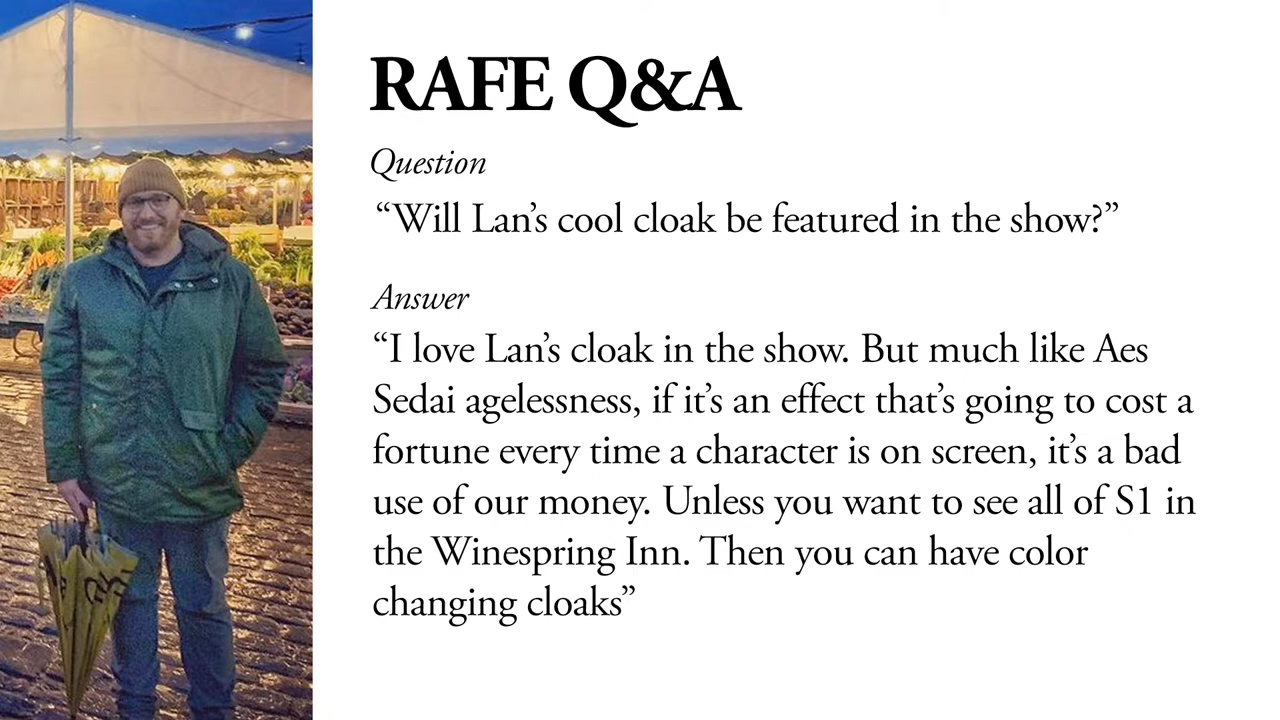 RAFE Q&A
Question
“Will Lan’s cool cloak be featured in the show?”
Answer
“I love Lan’s cloak in the show. But much like Aes
Sedai agelessness, if it’s an effect that’s going to cost a
fortune every time a character is on screen, it’s a bad
use of our money. Unless you want to see all of S1 in
the Winespring Inn. Then you can have color
changing cloaks”